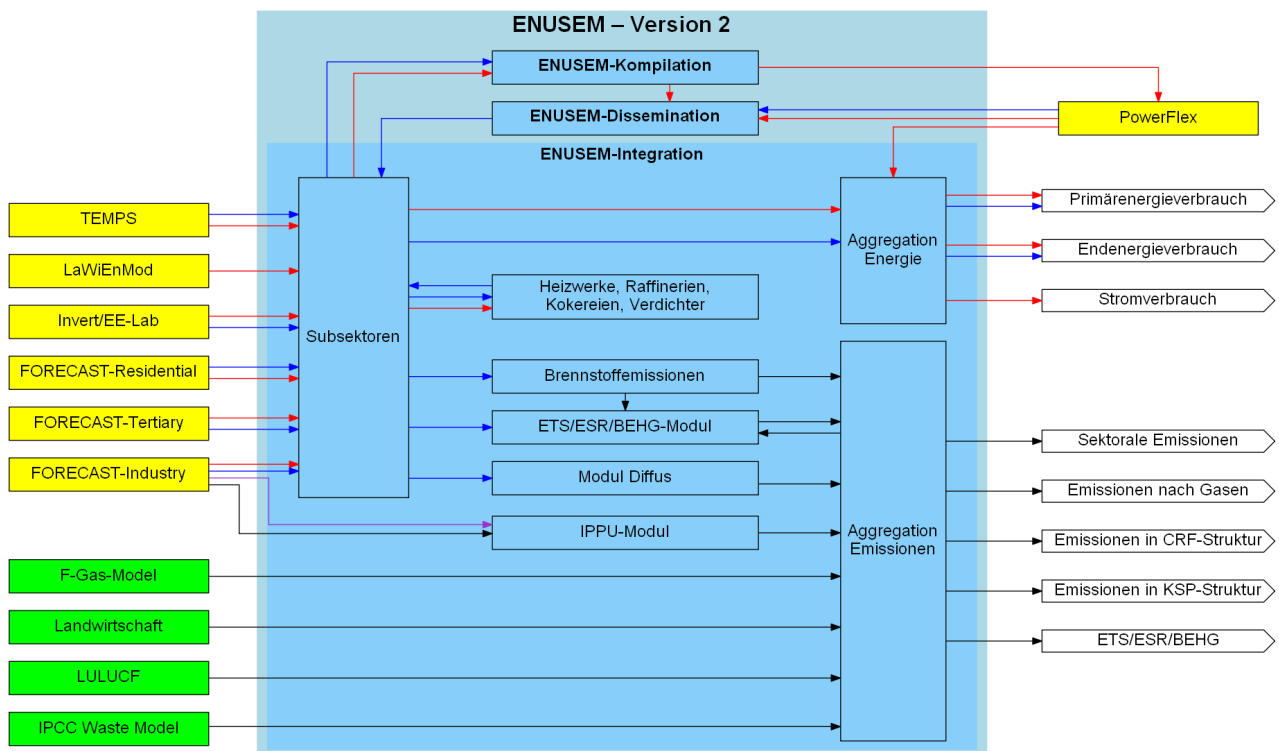 ENUSEM – Version 2
ENUSEM-Kompilation
ENUSEM-Dissemination
PowerFlex
ENUSEM-Integration
TEMPS
LaWiEnMod
Invert/EE-Lab
FORECAST-Residential
FORECAST-Tertiary
FORECAST-Industry
F-Gas-Model
Landwirtschaft
LULUCF
IPCC Waste Model
Subsektoren
Heizwerke, Raffinerien,
Kokereien, Verdichter
Brennstoffemissionen
ETS/ESR/BEHG-Modul
Modul Diffus
IPPU-Modul
Aggregation
Energie
Aggregation
Emissionen
Primärenergieverbrauch
Endenergieverbrauch
Stromverbrauch
Sektorale Emissionen
Emissionen nach Gasen
Emissionen in CRF-Struktur
Emissionen in KSP-Struktur
ETS/ESR/BEHG